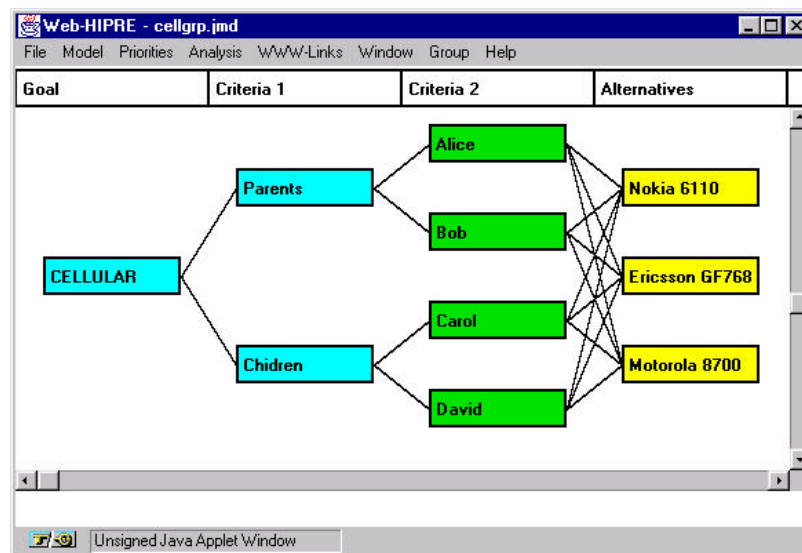 Web-HIPRE - cellgrp.jmd
File Model Priorities Analysis WWW-Links Window Group Help
Goal Criteria 1 Criteria 2 Alternatives
Alice
Parents Nokia 6110
Bob
CELLULAR Ericsson GF768
Carol
Chidren Motorola 8700
David
Unsigned Java Applet Window